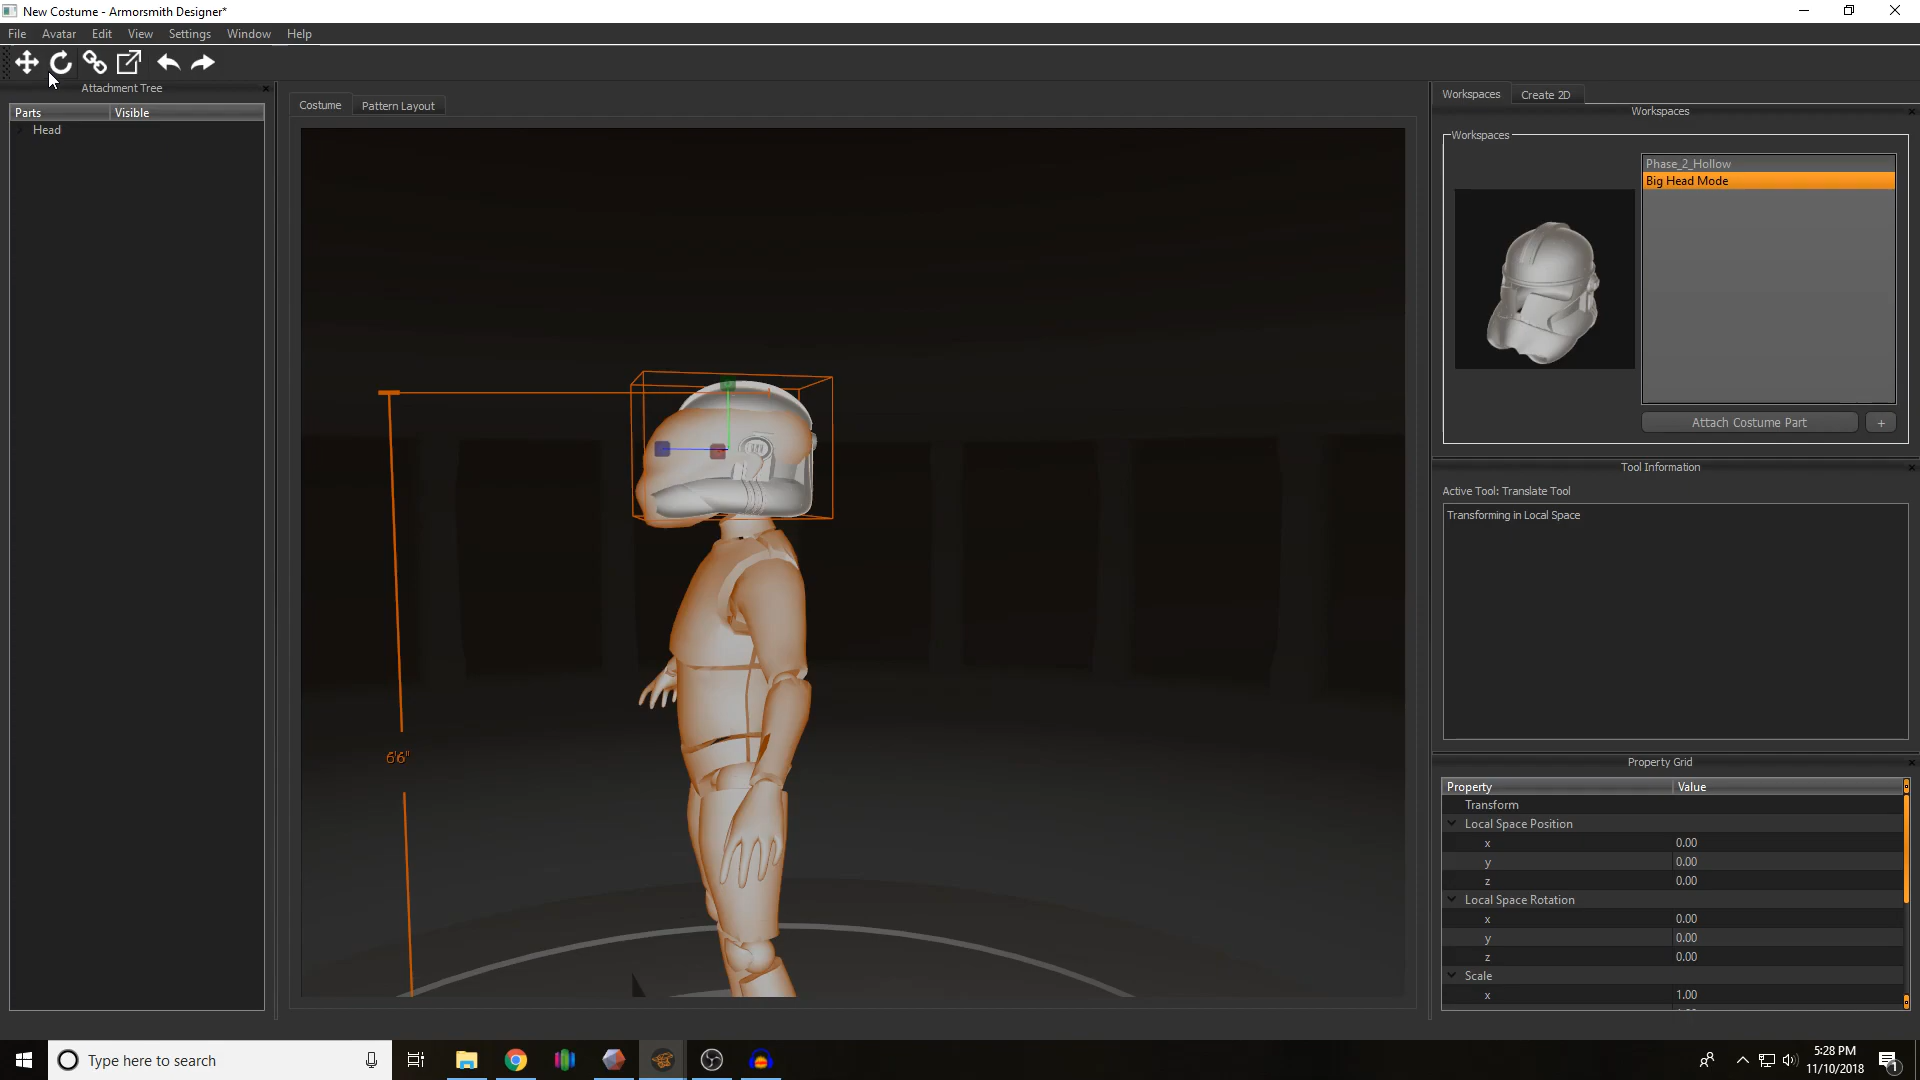 New Costume - Armorsmith Designer*
File Avatar Edit View Settings Window Help
Attachment Tree
Parts Visible
Head
Costume Pattern Layout
6'6"
Workspaces Create 2D
Workspaces
Workspaces
Phase_2_Hollow
Big Head Mode
Attach Costume Part +
Tool Information
Active Tool: Translate Tool
Transforming in Local Space
Property Grid
Property Value
Transform
Local Space Position
x 0.00
y 0.00
z 0.00
Local Space Rotation
x 0.00
y 0.00
z 0.00
Scale
x 1.00
Type here to search
5:28 PM
11/10/2018
1